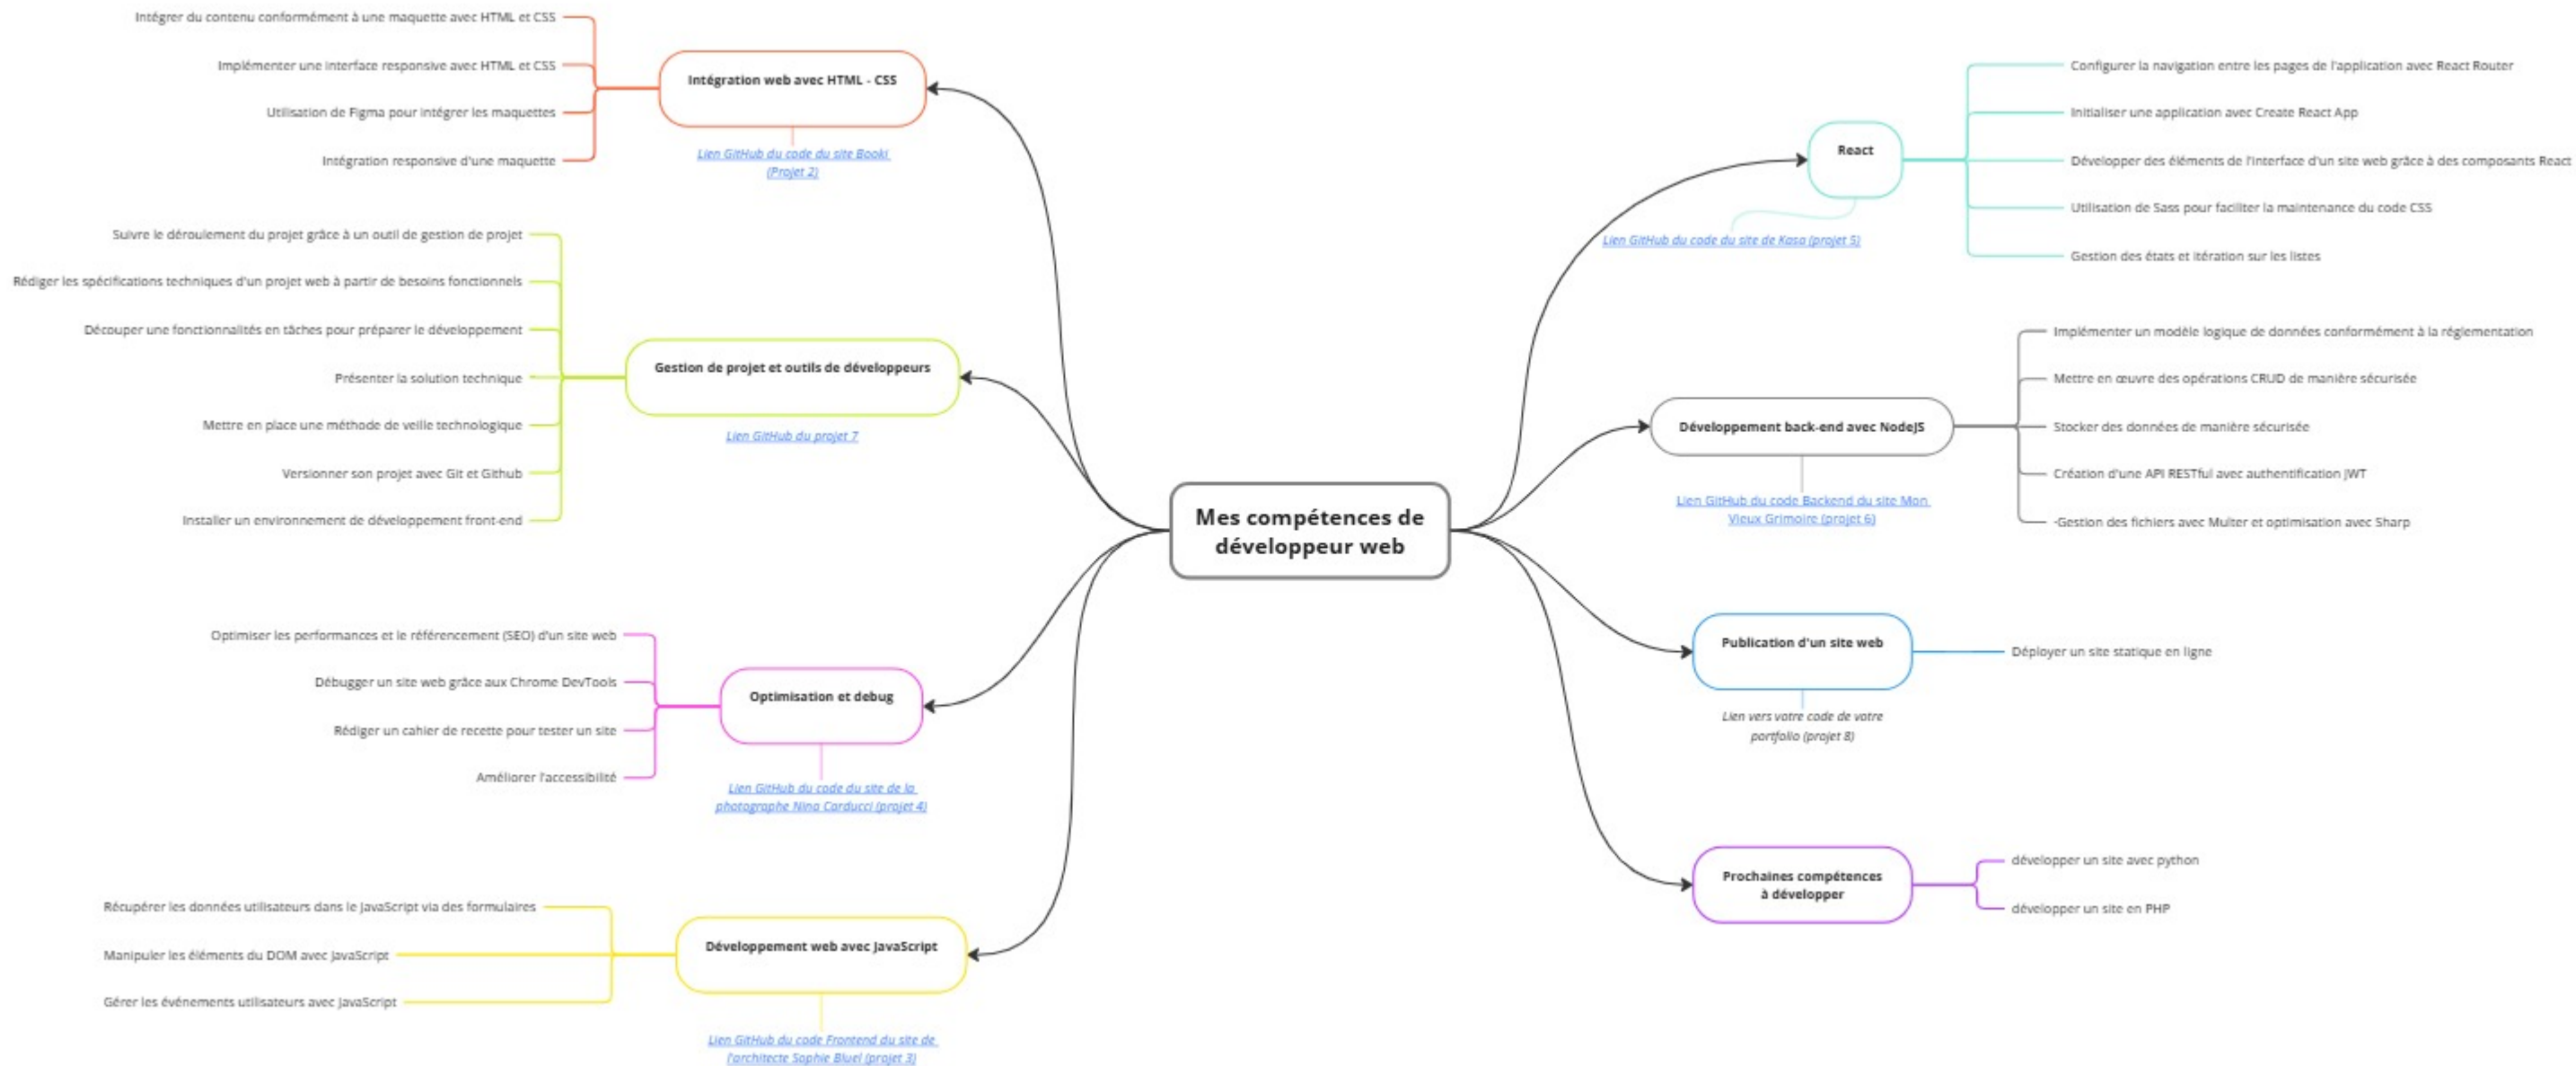 Intégrer du contenu conformément à une maquette avec HTML et CSS
Implémenter une interface responsive avec HTML et CSS
Utilisation de Figma pour intégrer les maquettes
Intégration responsive d'une maquette
Intégration web avec HTML - CSS
Lien GitHub du code du site Booki
(Projet 2)
Suivre le déroulement du projet grâce à un outil de gestion de projet
Rédiger les spécifications techniques d'un projet web à partir de besoins fonctionnels
Découper une fonctionnalités en tâches pour préparer le développement
Présenter la solution technique
Mettre en place une méthode de veille technologique
Versionner son projet avec Git et Github
Installer un environnement de développement front-end
Gestion de projet et outils de développeurs
Lien GitHub du projet 7
Optimiser les performances et le référencement (SEO) d'un site web
Débugger un site web grâce aux Chrome DevTools
Rédiger un cahier de recette pour tester un site
Améliorer l'accessibilité
Optimisation et debug
Lien GitHub du code du site de la
photographe Nina Carducci (projet 4)
Récupérer les données utilisateurs dans le JavaScript via des formulaires
Manipuler les éléments du DOM avec JavaScript
Gérer les événements utilisateurs avec JavaScript
Développement web avec JavaScript
Lien GitHub du code Frontend du site de
l'architecte Sophie Bluel (projet 3)
Mes compétences de
développeur web
React
Lien GitHub du code du site de Kasa (projet 5)
Configurer la navigation entre les pages de l'application avec React Router
Initialiser une application avec Create React App
Développer des éléments de l'interface d'un site web grâce à des composants React
Utilisation de Sass pour faciliter la maintenance du code CSS
Gestion des états et itération sur les listes
Développement back-end avec NodeJS
Lien GitHub du code Backend du site Mon
Vieux Grimoire (projet 6)
Implémenter un modèle logique de données conformément à la réglementation
Mettre en œuvre des opérations CRUD de manière sécurisée
Stocker des données de manière sécurisée
Création d'une API RESTful avec authentification JWT
-Gestion des fichiers avec Multer et optimisation avec Sharp
Publication d'un site web
Lien vers votre code de votre
portfolio (projet 8)
Déployer un site statique en ligne
Prochaines compétences
à développer
développer un site avec python
développer un site en PHP